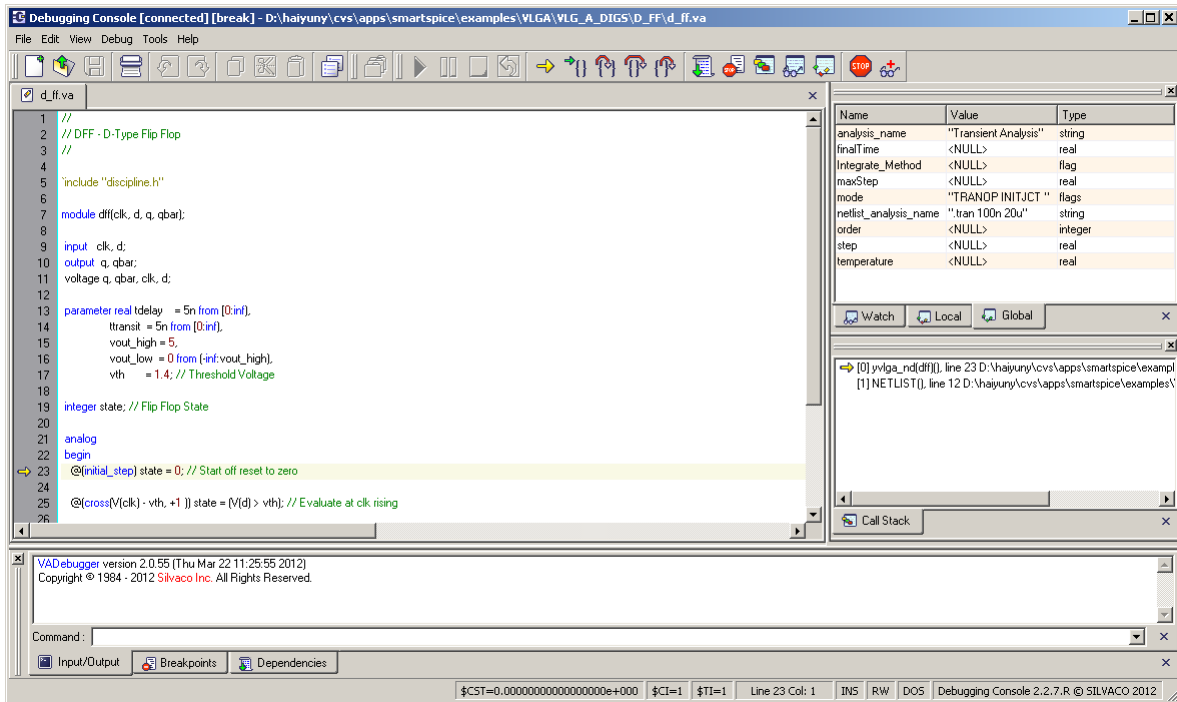 Debugging Console [connected] [break] - D:\haiyuny\cvs\apps\smartspice\examples\VLGA\VLG_A_DIGS\D_FF\d_ff.va
File Edit View Debug Tools Help
STOP
d_ff.va
1 //
2 // DFF - D-Type Flip Flop
3 //
4
5 `include "discipline.h"
6
7 module dff(clk, d, q, qbar);
8
9 input clk, d;
10 output q, qbar;
11 voltage q, qbar, clk, d;
12
13 parameter real tdelay = 5n from [0:inf),
14 ttransit = 5n from [0:inf),
15 vout_high = 5,
16 vout_low = 0 from (-inf:vout_high),
17 vth = 1.4; // Threshold Voltage
18
19 integer state; // Flip Flop State
20
21 analog
22 begin
23 @(initial_step) state = 0; // Start off reset to zero
24
25 @(cross(V(clk) - vth, +1 )) state = (V(d) > vth); // Evaluate at clk rising
26
Name Value Type
analysis_name "Transient Analysis" string
finalTime <NULL> real
Integrate_Method <NULL> flag
maxStep <NULL> real
mode "TRANOP INITJCT " flags
netlist_analysis_name ".tran 100n 20u" string
order <NULL> integer
step <NULL> real
temperature <NULL> real
Watch Local Global
[0] yvlga_nd(dff)(), line 23 D:\haiyuny\cvs\apps\smartspice\exampl
[1] NETLIST(), line 12 D:\haiyuny\cvs\apps\smartspice\examples\
Call Stack
VADebugger version 2.0.55 (Thu Mar 22 11:25:55 2012)
Copyright © 1984 - 2012 Silvaco Inc. All Rights Reserved.
Command :
Input/Output Breakpoints Dependencies
$CST=0.00000000000000000e+000 $CI=1 $TI=1 Line 23 Col: 1 INS RW DOS Debugging Console 2.2.7.R © SILVACO 2012